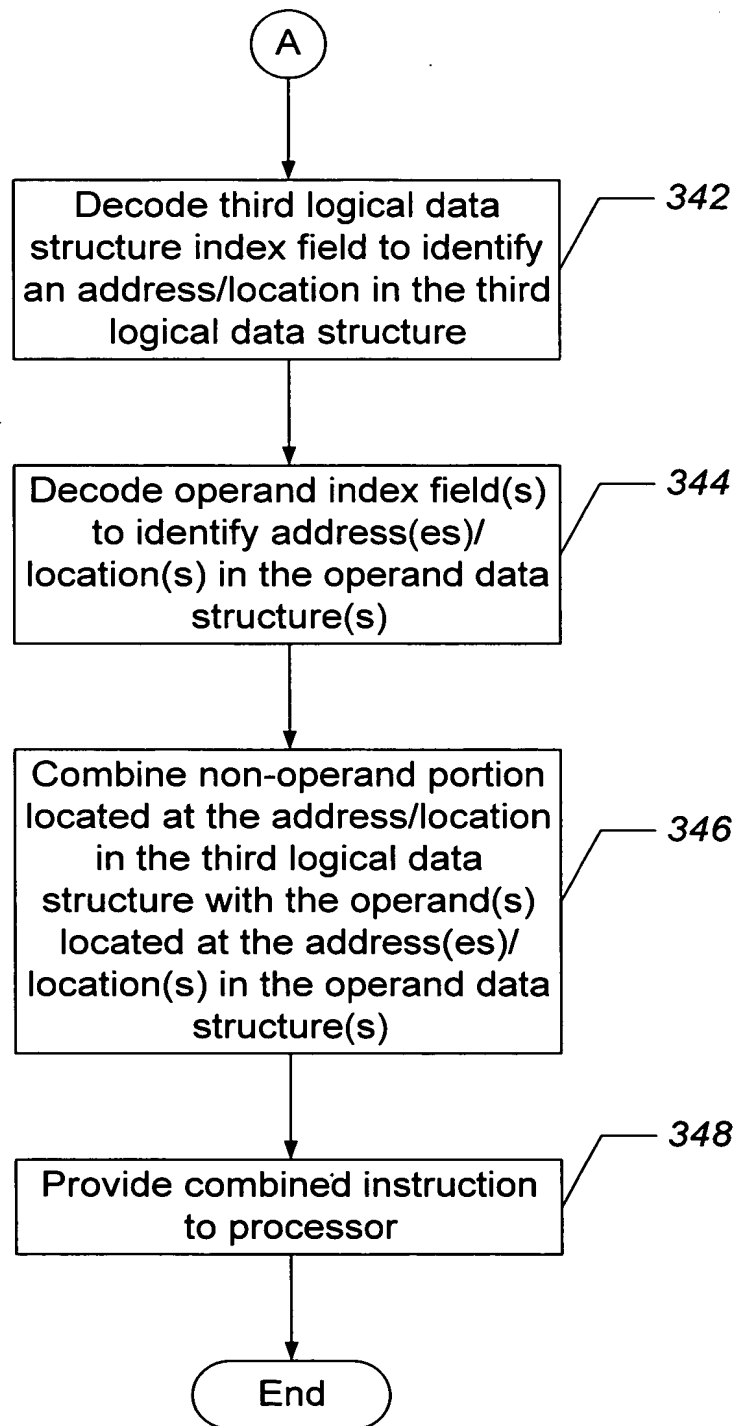 A
Decode third logical data
structure index field to identify
an address/location in the third
logical data structure
342
Decode operand index field(s)
to identify address(es)/
location(s) in the operand data
structure(s)
344
Combine non-operand portion
located at the address/location
in the third logical data
structure with the operand(s)
located at the address(es)/
location(s) in the operand data
structure(s)
346
Provide combined instruction
to processor
348
End